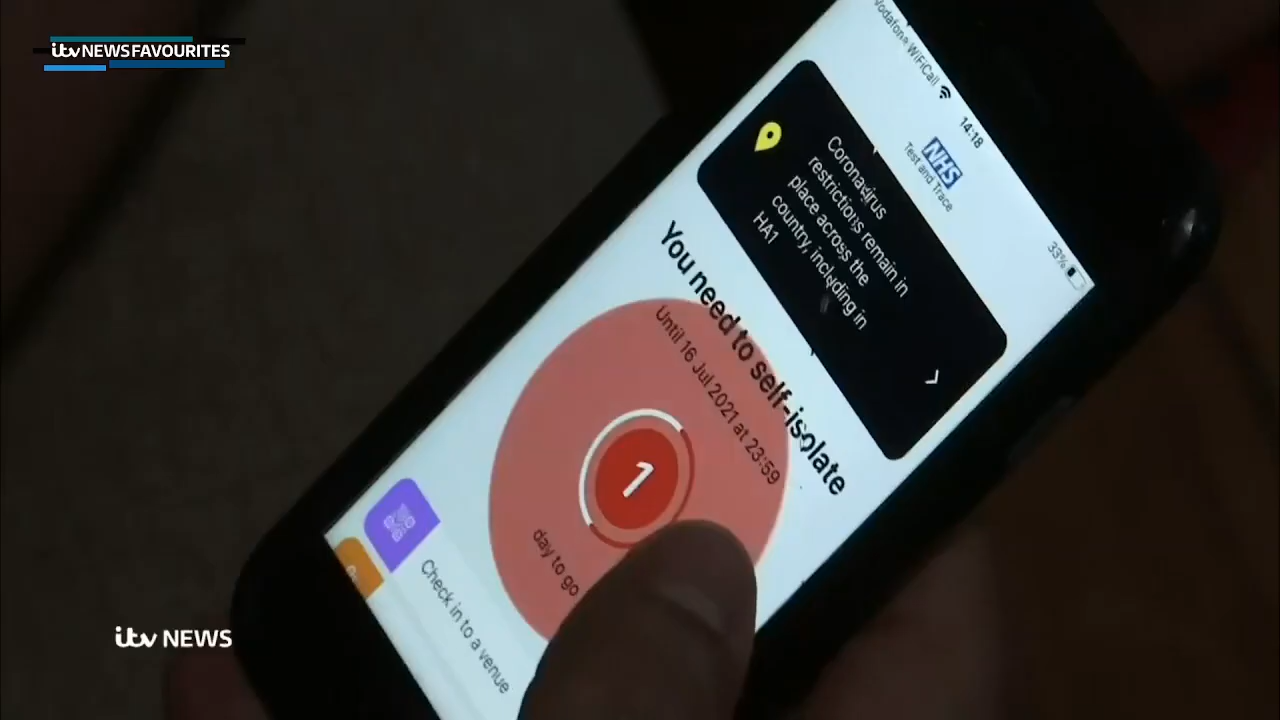 itv NEWS FAVOURITES
Vodafone WiFiCall
14:18
33%
NHS
Test and Trace
Coronavirus
restrictions remain in
place across the
country, including in
HA1
You need to self-isolate
Until 16 Jul 2021 at 23:59
1
day to go
Check in to a venue
itv NEWS